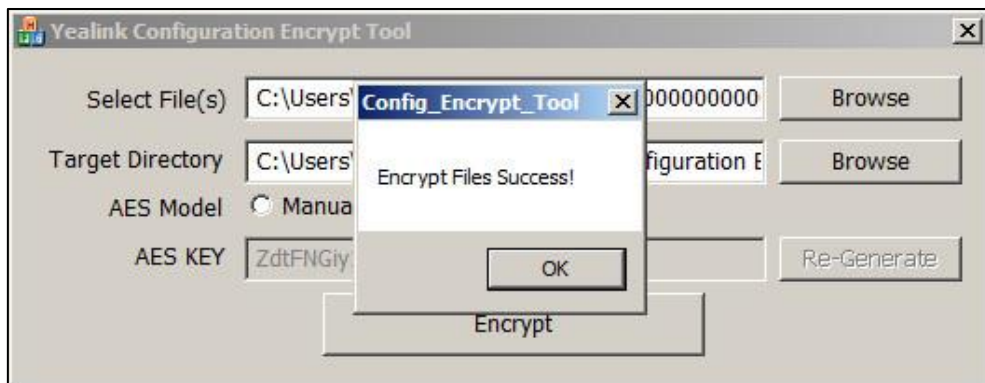 Yealink Configuration Encrypt Tool
Select File(s) C:\Users\ 000000000 Browse
Config_Encrypt_Tool
Target Directory C:\Users\ figuration E Browse
Encrypt Files Success!
AES Model Manua
AES KEY ZdtFNGiy Re-Generate
OK
Encrypt